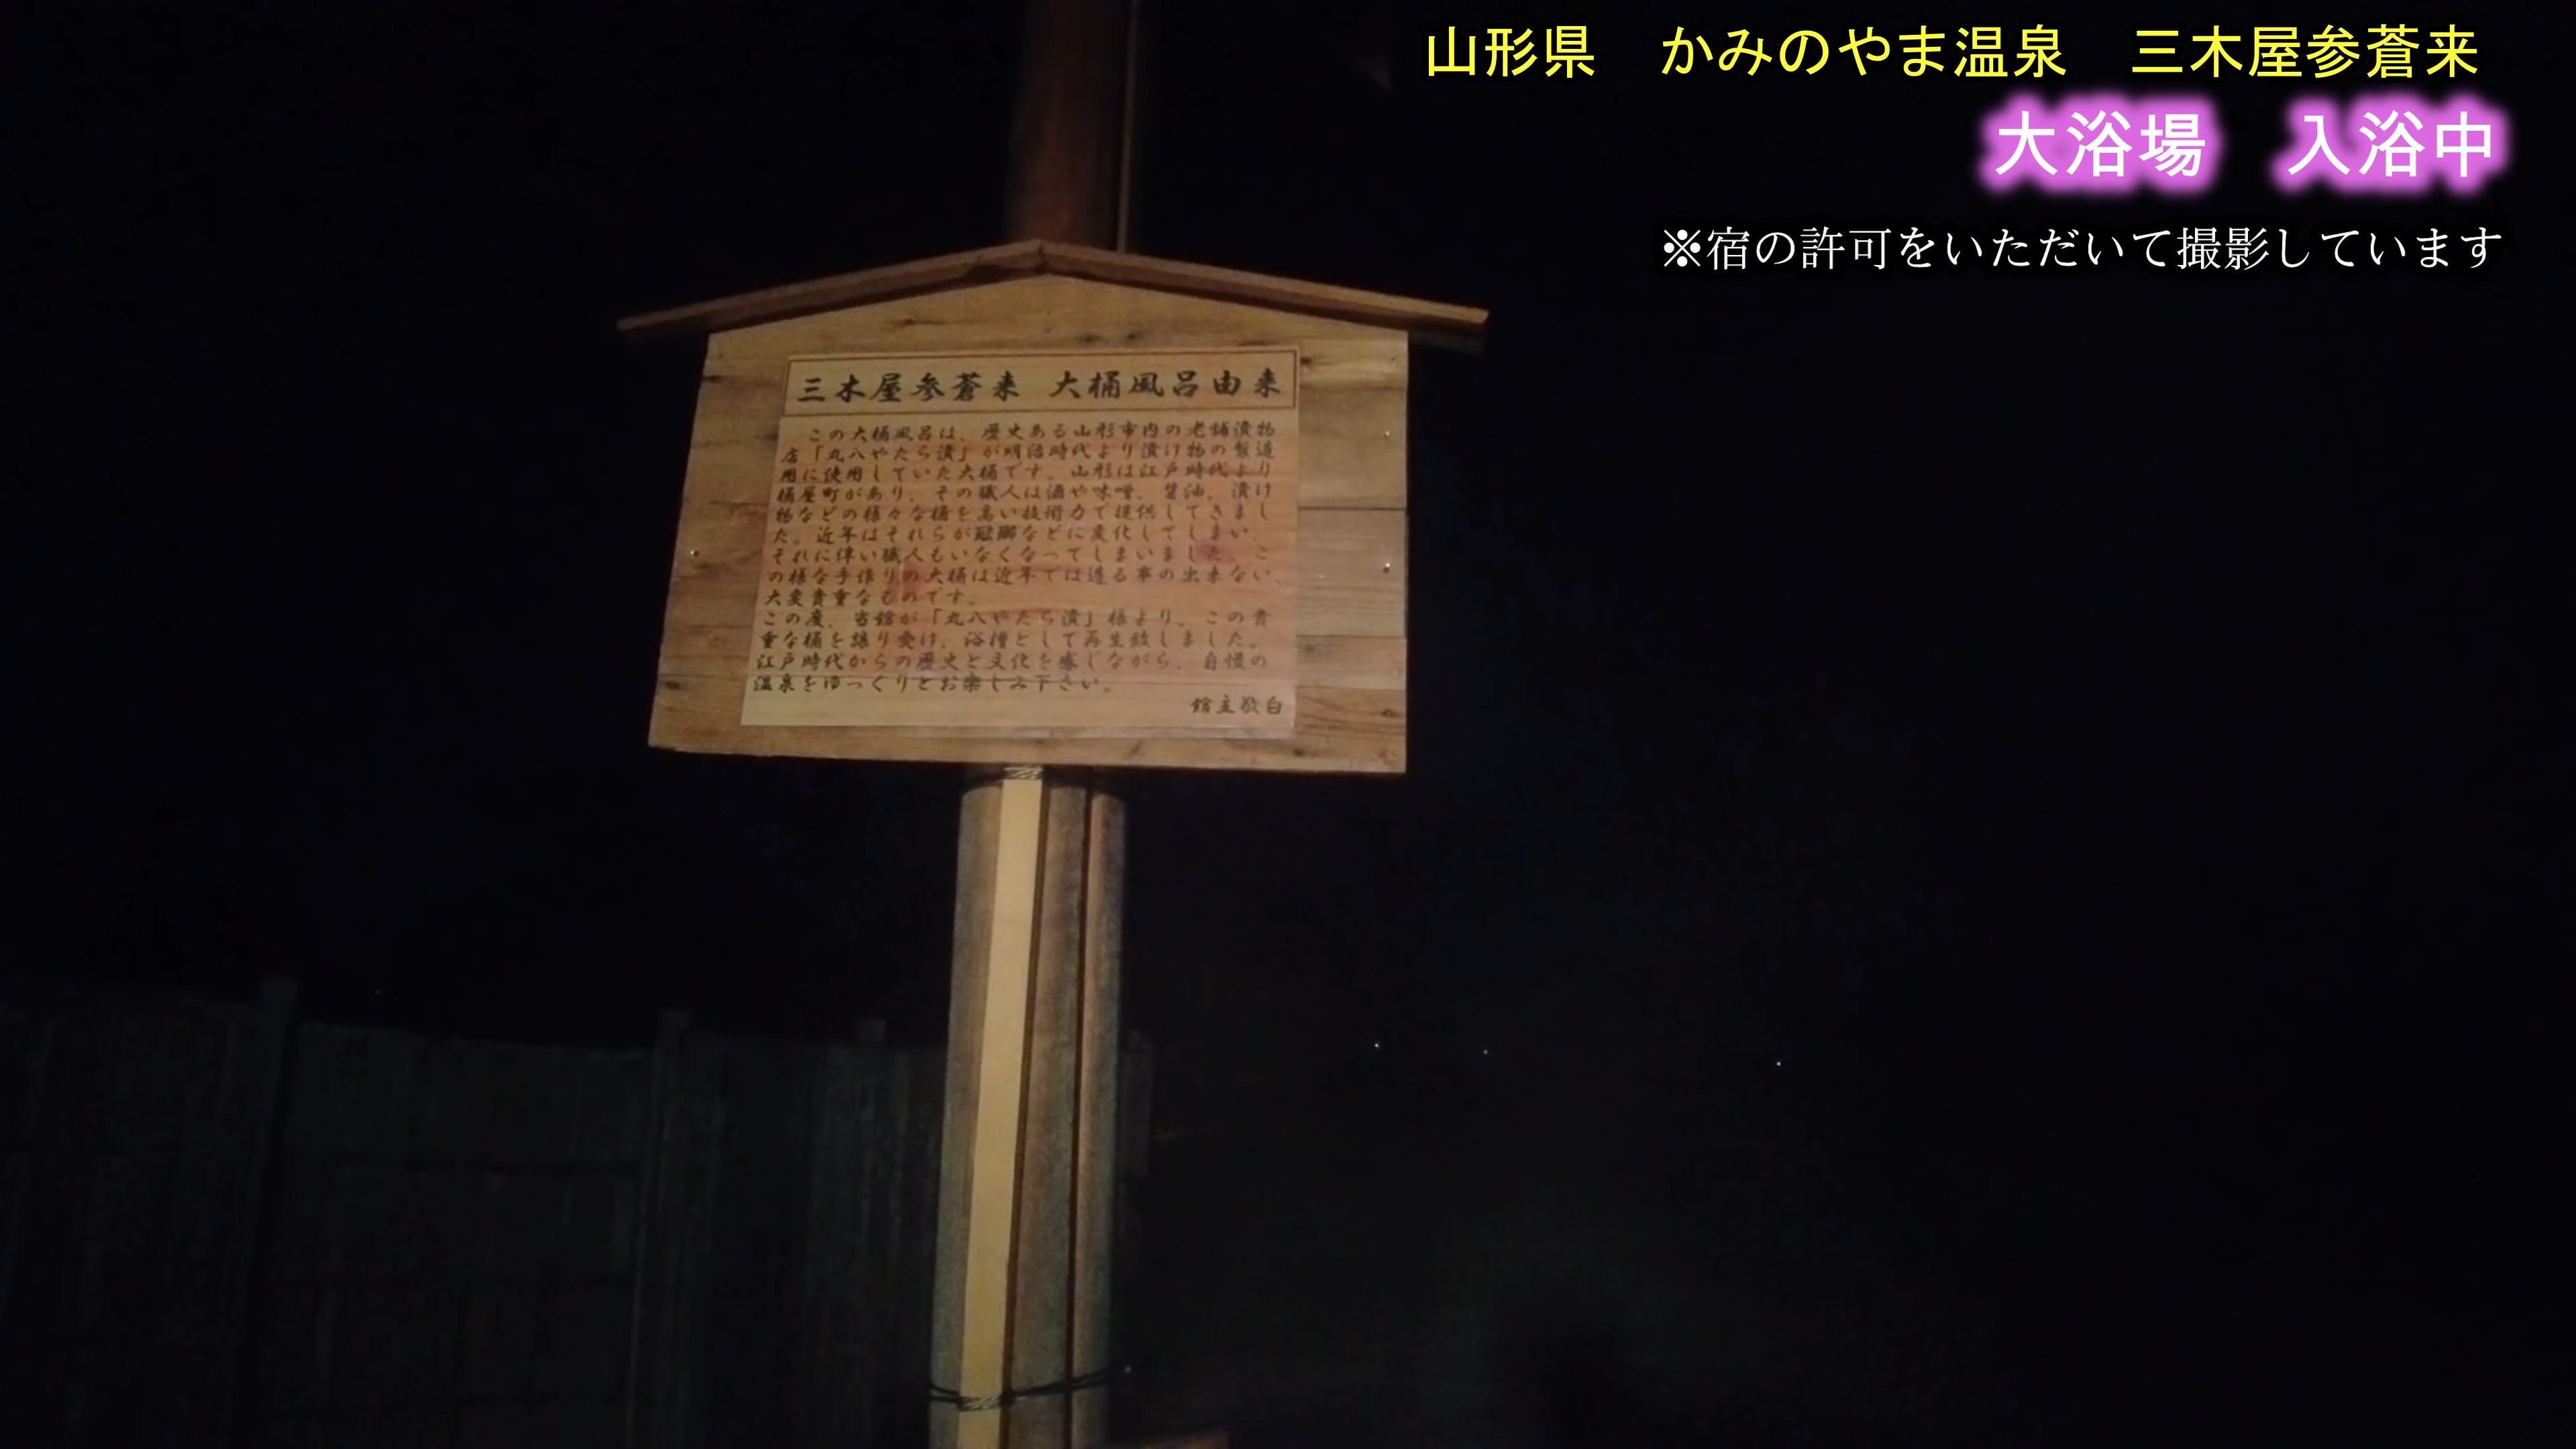 山形県　かみのやま温泉　三木屋参蒼来
大浴場　入浴中
※宿の許可をいただいて撮影しています
三木屋参蒼来 大桶風呂由来
この大桶風呂は、歴史ある山形市内の老舗漬物
店「丸八やたら漬」が明治時代より漬け物の製造
用に使用していた大桶です。山形は江戸時代より
桶屋町があり、その職人は酒や味噌、醤油、漬け
物などの様々な桶を高い技術力で提供してきまし
た。近年はそれらが琺瑯などに変化してしまい、
それに伴い職人もいなくなってしまいました。こ
の様な手作りの大桶は近年では造る事の出来ない、
大変貴重なものです。
この度、当館が「丸八やたら漬」様より、この貴
重な桶を譲り受け、浴槽として再生致しました。
江戸時代からの歴史と文化を感じながら、自慢の
温泉をゆっくりとお楽しみ下さい。
館主敬白